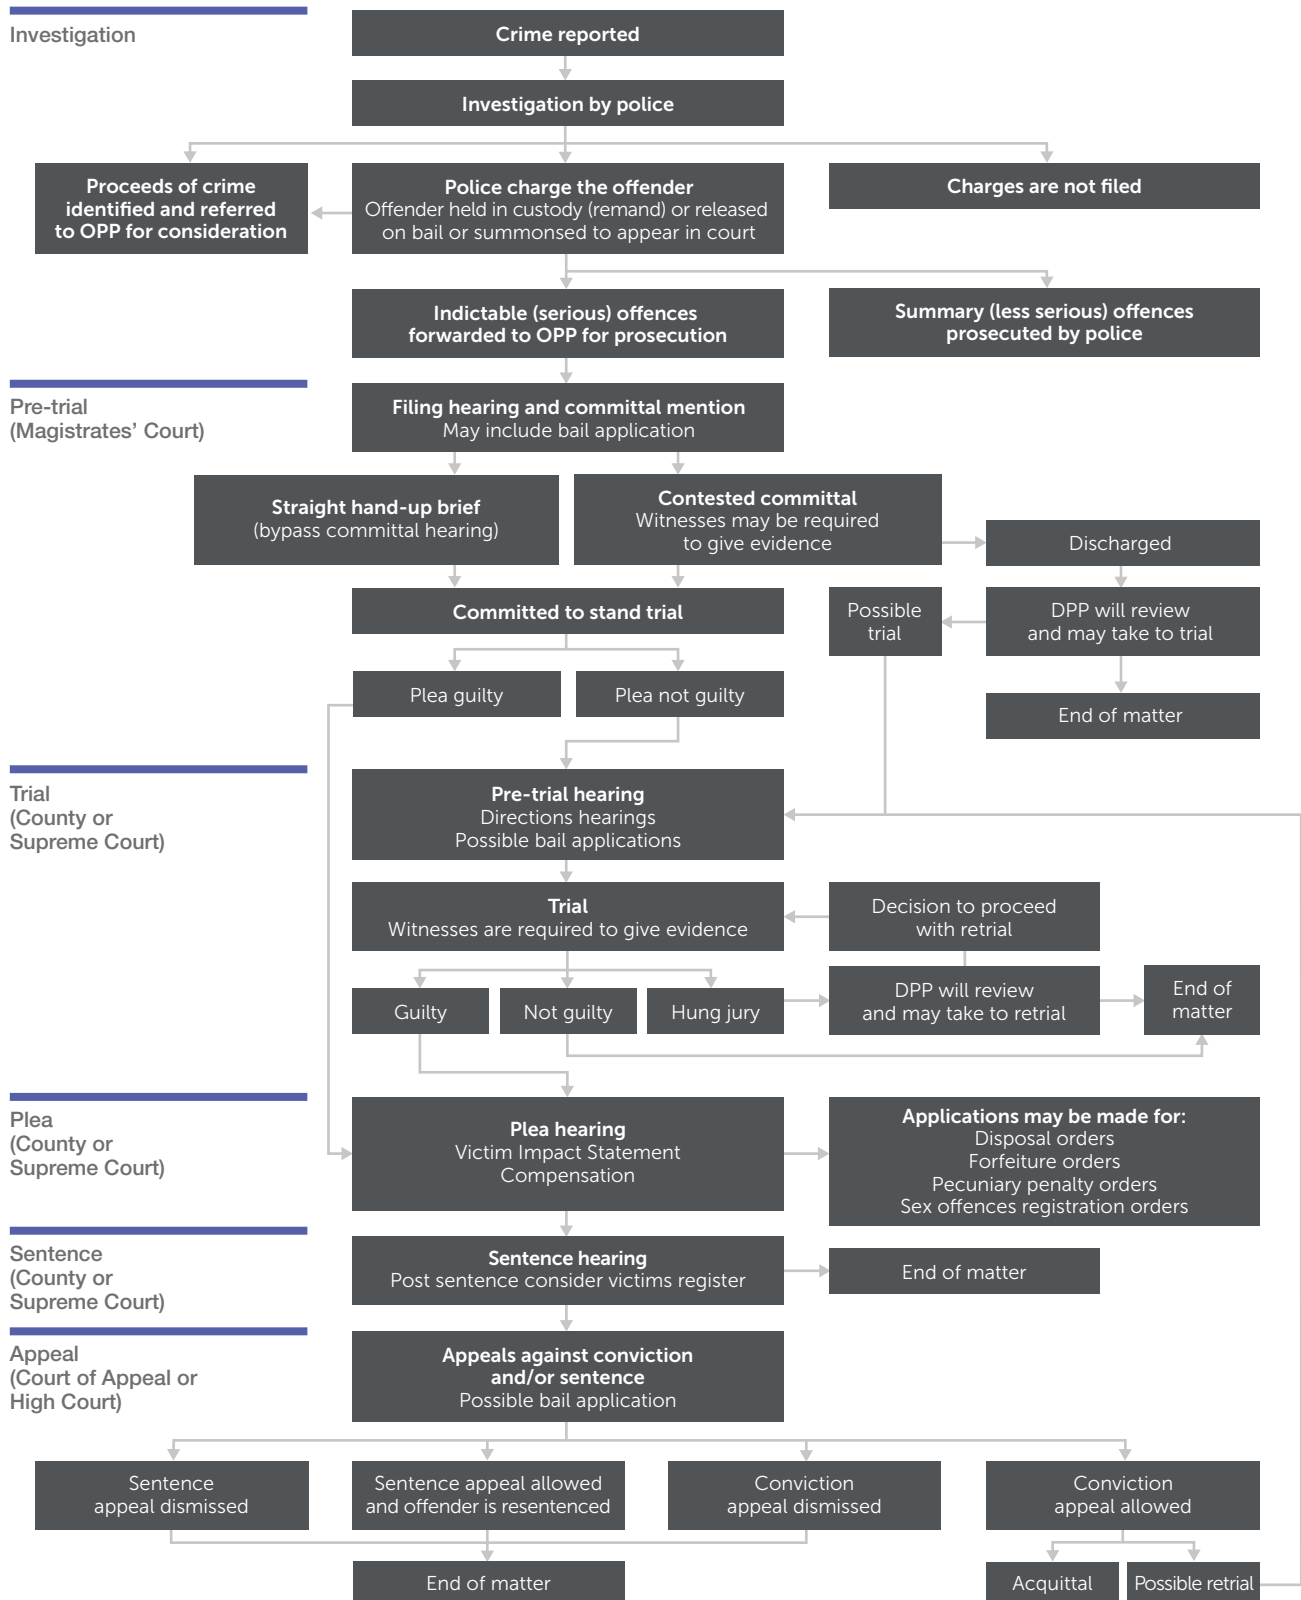 Investigation
Crime reported
Investigation by police
Proceeds of crime
identified and referred
to OPP for consideration
Police charge the offender
Offender held in custody (remand) or released
on bail or summonsed to appear in court
Charges are not filed
Indictable (serious) offences
forwarded to OPP for prosecution
Summary (less serious) offences
prosecuted by police
Pre-trial
(Magistrates’ Court)
Filing hearing and committal mention
May include bail application
Straight hand-up brief
(bypass committal hearing)
Contested committal
Witnesses may be required
to give evidence
Discharged
Committed to stand trial
Possible
trial
DPP will review
and may take to trial
Plea guilty
Plea not guilty
End of matter
Trial
(County or
Supreme Court)
Pre-trial hearing
Directions hearings
Possible bail applications
Trial
Witnesses are required to give evidence
Decision to proceed
with retrial
Guilty
Not guilty
Hung jury
DPP will review
and may take to retrial
End of
matter
Plea
(County or
Supreme Court)
Plea hearing
Victim Impact Statement
Compensation
Applications may be made for:
Disposal orders
Forfeiture orders
Pecuniary penalty orders
Sex offences registration orders
Sentence
(County or
Supreme Court)
Sentence hearing
Post sentence consider victims register
End of matter
Appeal
(Court of Appeal or
High Court)
Appeals against conviction
and/or sentence
Possible bail application
Sentence
appeal dismissed
Sentence appeal allowed
and offender is resentenced
Conviction
appeal dismissed
Conviction
appeal allowed
End of matter
Acquittal
Possible retrial